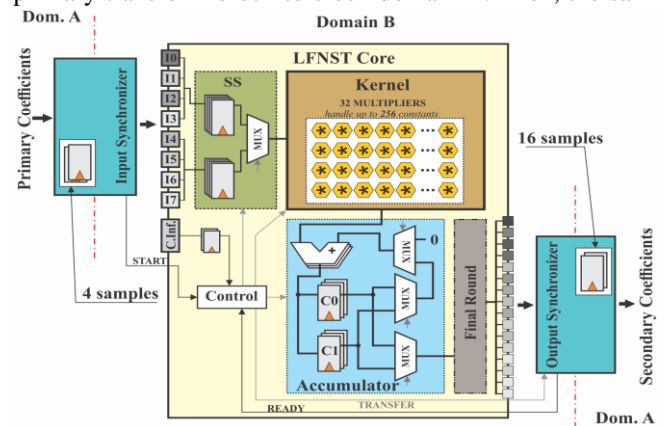 Dom. A
Domain B
LFNST Core
Primary Coefficients
Input Synchronizer
4 samples
START
I0
I1
I2
I3
I4
I5
I6
I7
C.Inf.
SS
MUX
Kernel
32 MULTIPLIERS
handle up to 256 constants
* * * * * * ... *
* * * * * * ... *
* * * * * * ... *
* * * * * * ... *
Control
+
MUX
0
C0
C1
MUX
MUX
Accumulator
Final Round
READY
TRANSFER
16 samples
Output Synchronizer
Secondary Coefficients
Dom. A